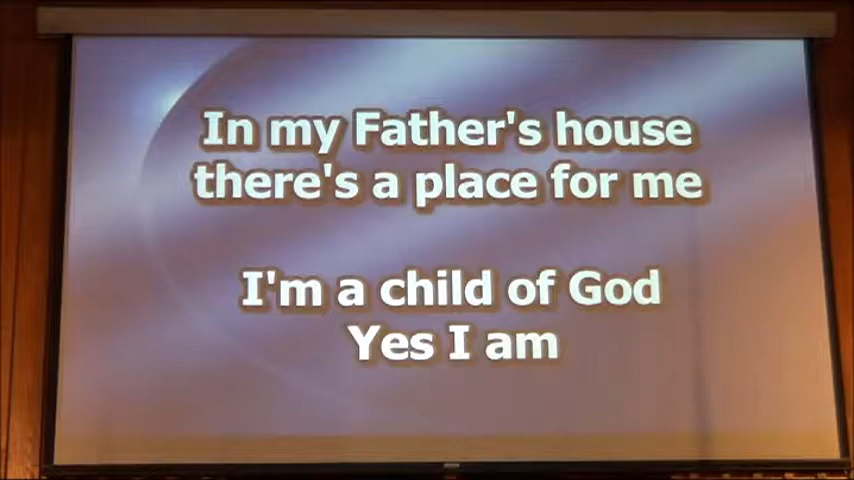 In my Father's house
there's a place for me
I'm a child of God
Yes I am